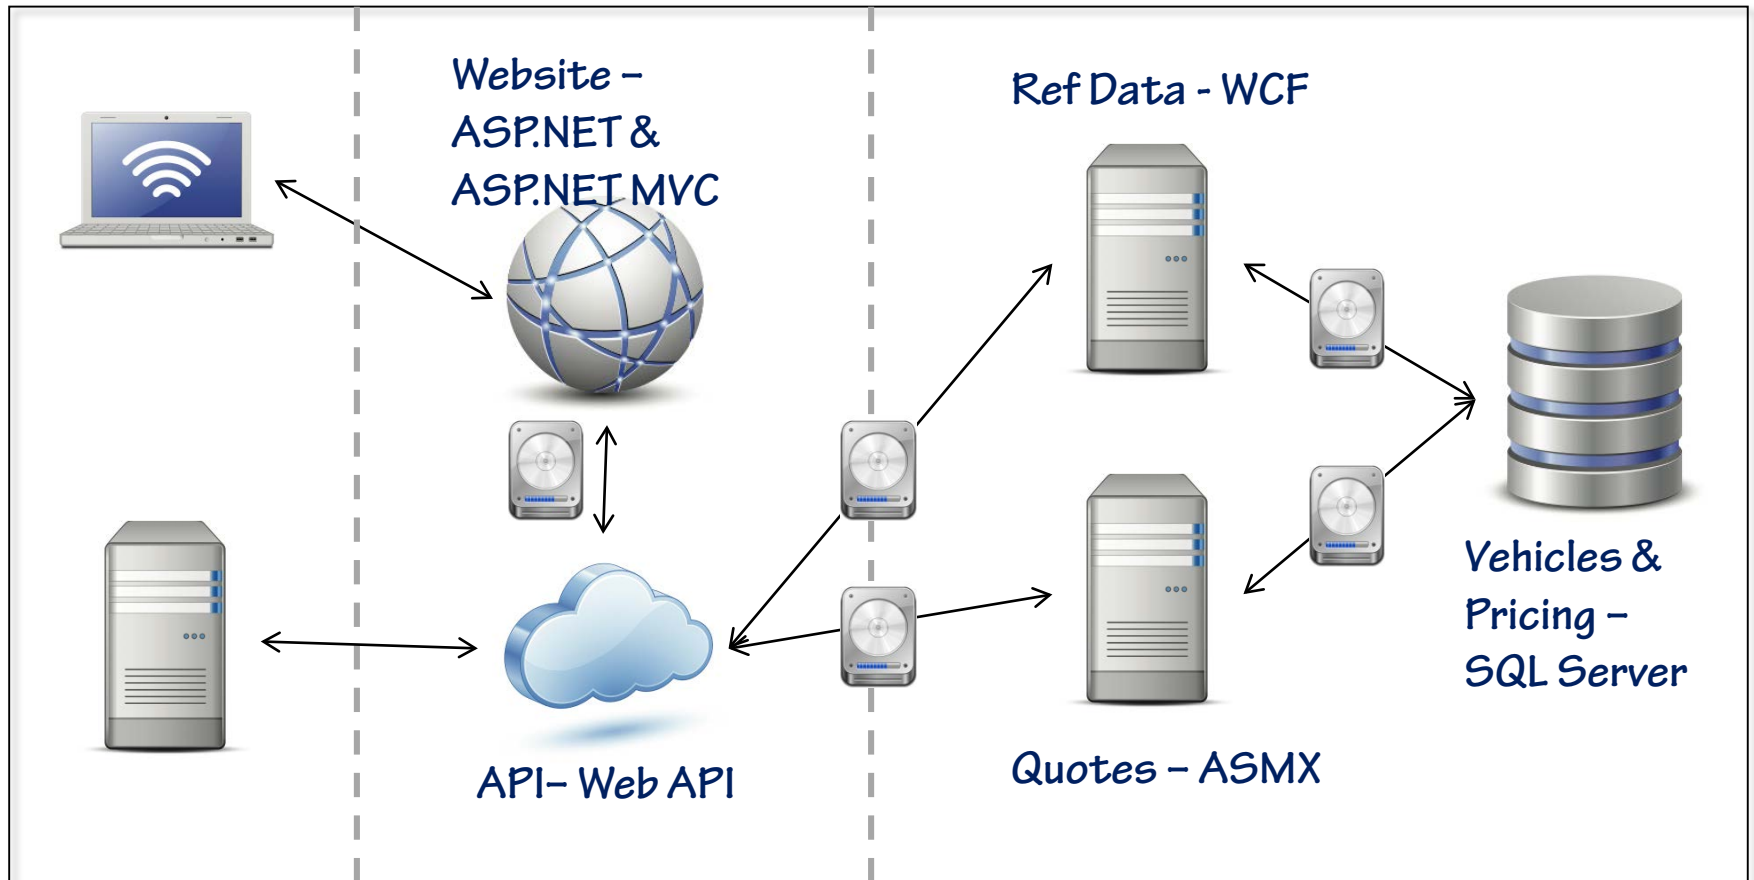 Website –
ASP.NET &
ASP.NET MVC
Ref Data - WCF
Vehicles &
Pricing –
SQL Server
API– Web API
Quotes – ASMX